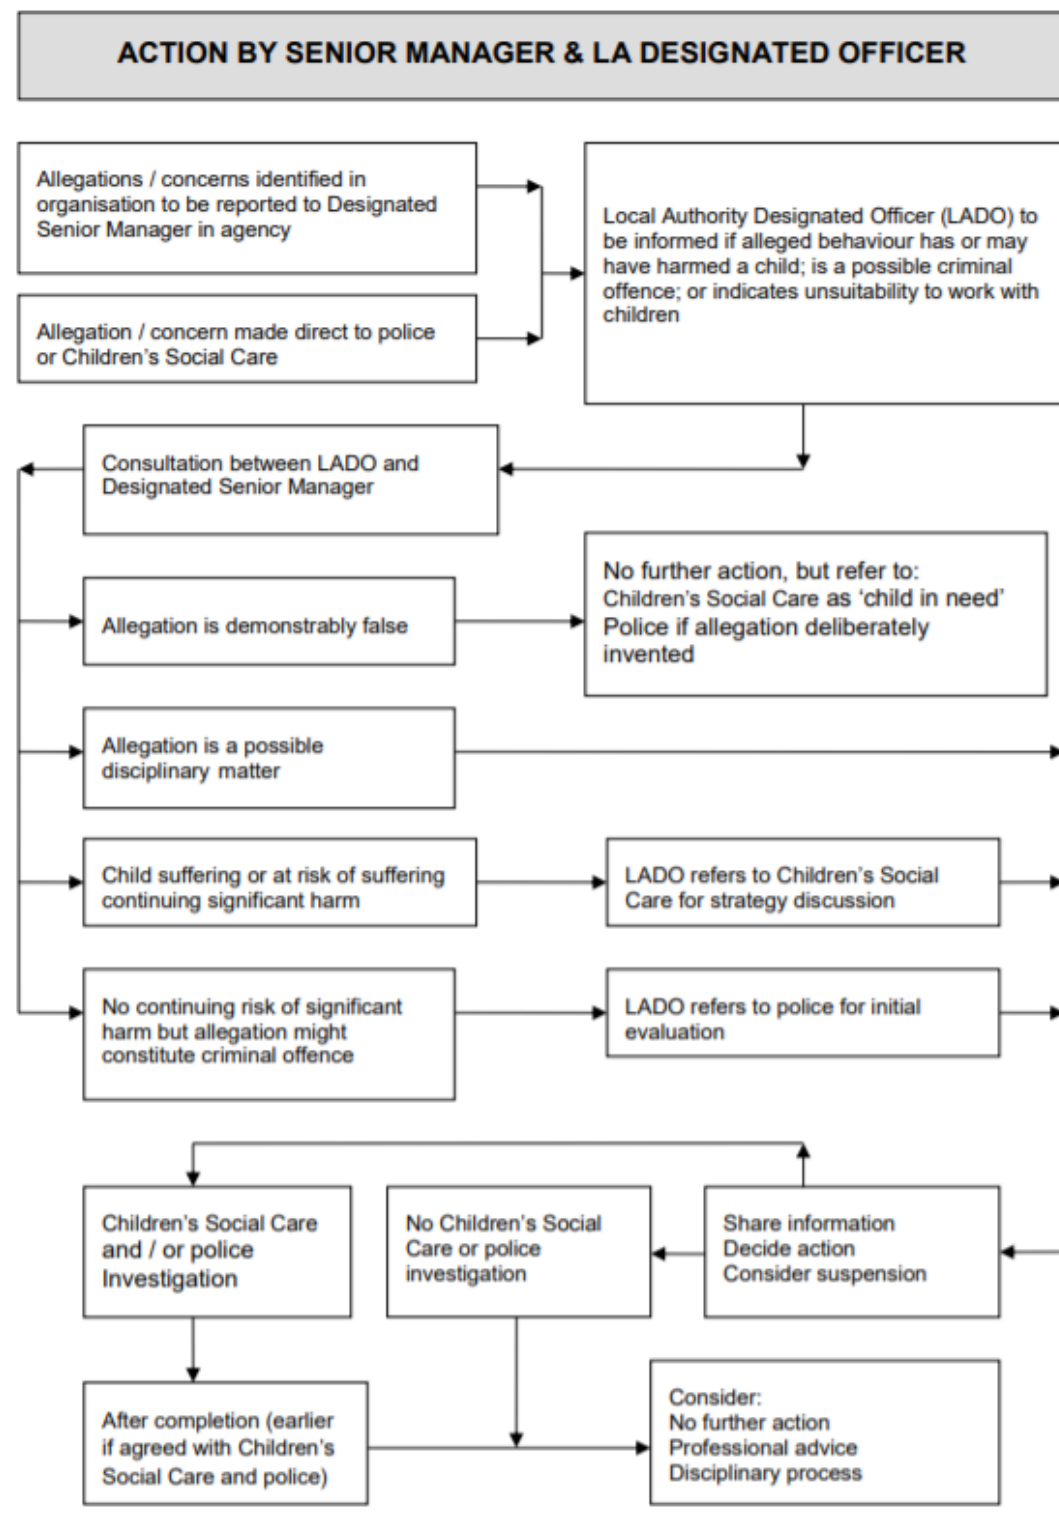 ACTION BY SENIOR MANAGER & LA DESIGNATED OFFICER
Allegations / concerns identified in
organisation to be reported to Designated
Senior Manager in agency
Allegation / concern made direct to police
or Children's Social Care
Local Authority Designated Officer (LADO) to
be informed if alleged behaviour has or may
have harmed a child; is a possible criminal
offence; or indicates unsuitability to work with
children
Consultation between LADO and
Designated Senior Manager
Allegation is demonstrably false
No further action, but refer to:
Children's Social Care as ‘child in need’
Police if allegation deliberately
invented
Allegation is a possible
disciplinary matter
Child suffering or at risk of suffering
continuing significant harm
LADO refers to Children's Social
Care for strategy discussion
No continuing risk of significant
harm but allegation might
constitute criminal offence
LADO refers to police for initial
evaluation
Children's Social Care
and / or police
Investigation
No Children's Social
Care or police
investigation
Share information
Decide action
Consider suspension
After completion (earlier
if agreed with Children's
Social Care and police)
Consider:
No further action
Professional advice
Disciplinary process